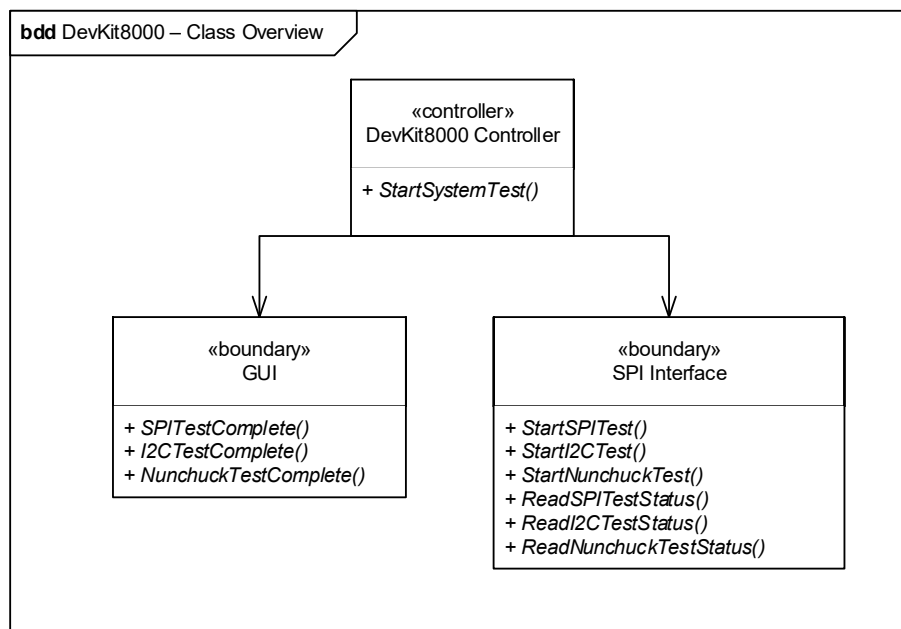 bdd DevKit8000 – Class Overview
«controller»
DevKit8000 Controller
+ StartSystemTest()
«boundary»
GUI
+ SPITestComplete()
+ I2CTestComplete()
+ NunchuckTestComplete()
«boundary»
SPI Interface
+ StartSPITest()
+ StartI2CTest()
+ StartNunchuckTest()
+ ReadSPITestStatus()
+ ReadI2CTestStatus()
+ ReadNunchuckTestStatus()